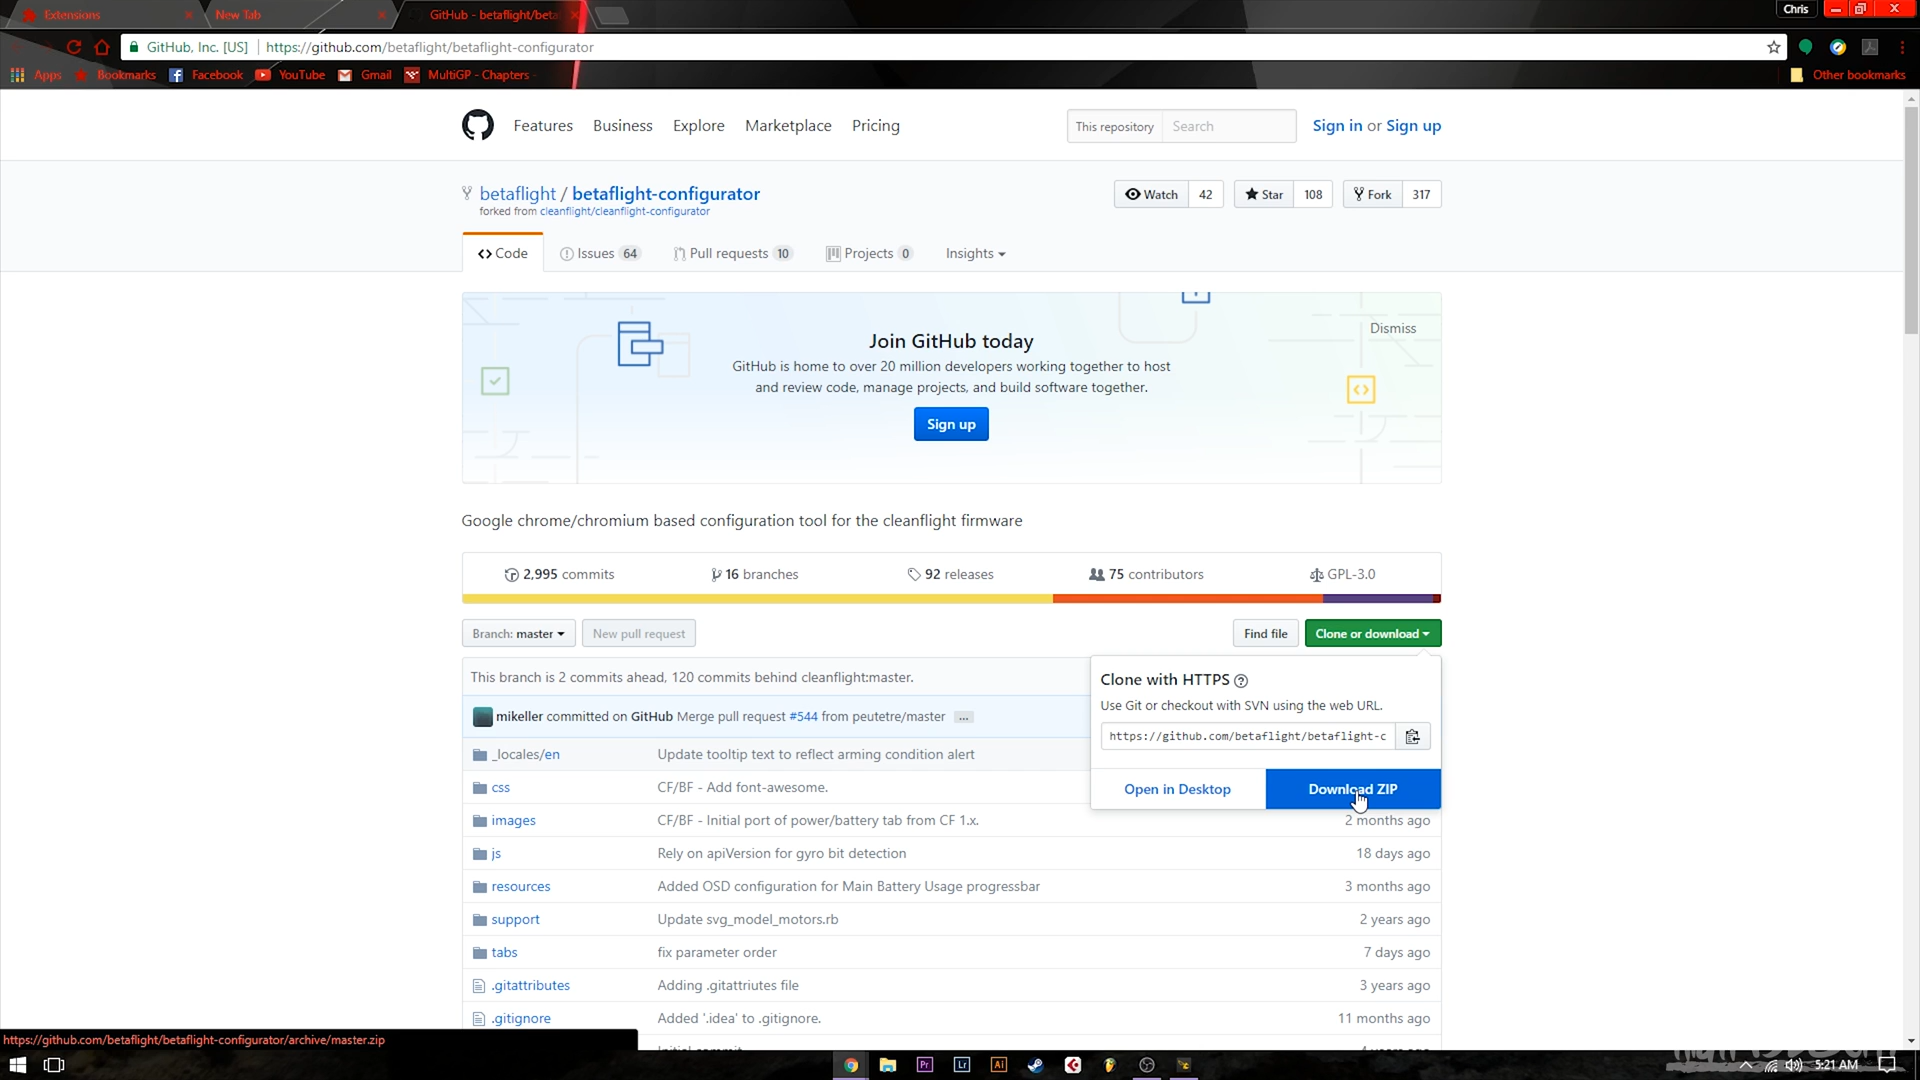 Extensions
New Tab
GitHub - betaflight/beta
Chris
GitHub, Inc. [US]
https://github.com/betaflight/betaflight-configurator
Apps
Bookmarks
Facebook
YouTube
Gmail
MultiGP - Chapters
Other bookmarks
Features
Business
Explore
Marketplace
Pricing
This repository
Search
Sign in or Sign up
betaflight / betaflight-configurator
forked from cleanflight/cleanflight-configurator
Watch 42
Star 108
Fork 317
Code
Issues 64
Pull requests 10
Projects 0
Insights
Join GitHub today
Dismiss
GitHub is home to over 20 million developers working together to host
and review code, manage projects, and build software together.
Sign up
Google chrome/chromium based configuration tool for the cleanflight firmware
2,995 commits
16 branches
92 releases
75 contributors
GPL-3.0
Branch: master
New pull request
Find file
Clone or download
This branch is 2 commits ahead, 120 commits behind cleanflight:master.
Clone with HTTPS
Use Git or checkout with SVN using the web URL.
https://github.com/betaflight/betaflight-c
Open in Desktop
Download ZIP
mikeller committed on GitHub Merge pull request #544 from peutetre/master ...
_locales/en Update tooltip text to reflect arming condition alert
css CF/BF - Add font-awesome.
images CF/BF - Initial port of power/battery tab from CF 1.x. 2 months ago
js Rely on apiVersion for gyro bit detection 18 days ago
resources Added OSD configuration for Main Battery Usage progressbar 3 months ago
support Update svg_model_motors.rb 2 years ago
tabs fix parameter order 7 days ago
.gitattributes Adding .gitattriutes file 3 years ago
.gitignore Added '.idea' to .gitignore. 11 months ago
https://github.com/betaflight/betaflight-configurator/archive/master.zip
Pr
Lr
Ai
5:21 AM